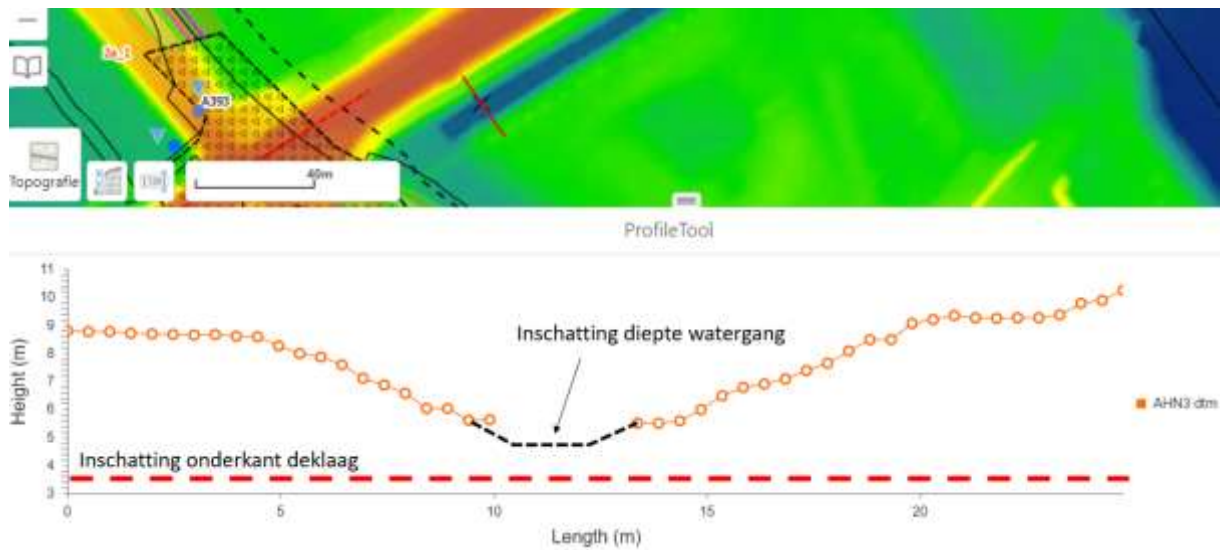 A393
Topografie
40m
ProfileTool
11
10
9
8
7
6
5
4
3
Height (m)
Inschatting diepte watergang
Inschatting onderkant deklaag
AHN3 dtm
0 5 10 15 20
Length (m)